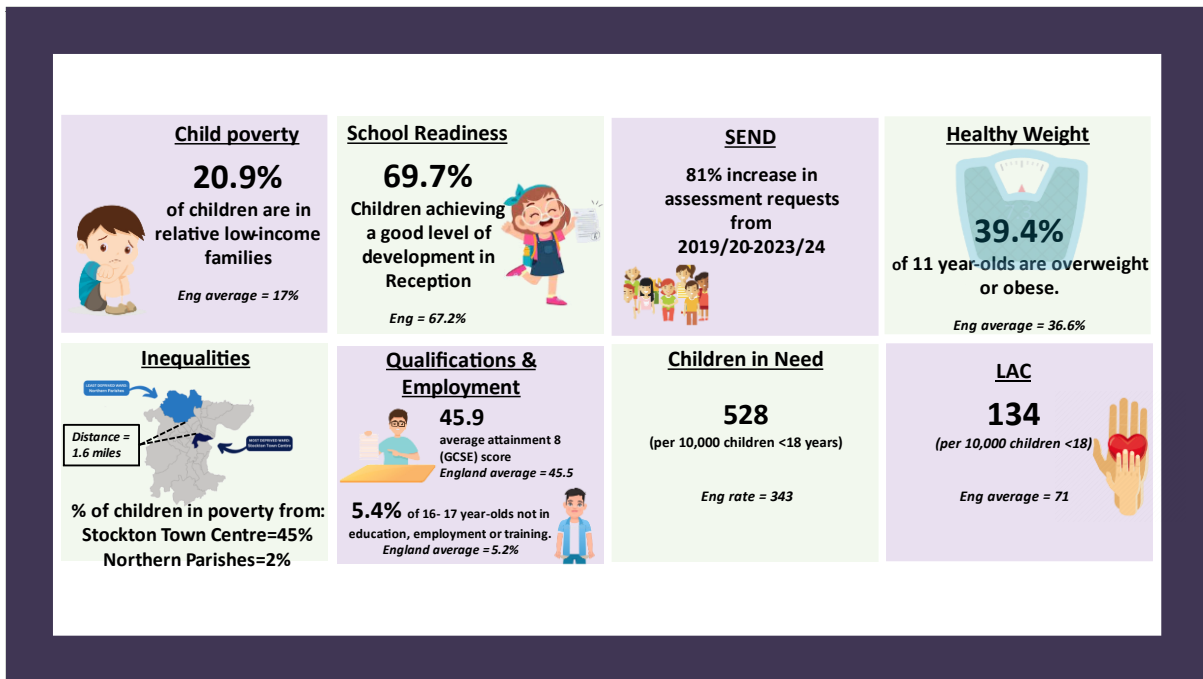 Child poverty
20.9%
of children are in
relative low-income
families
Eng average = 17%
School Readiness
69.7%
Children achieving
a good level of
development in
Reception
Eng = 67.2%
SEND
81% increase in
assessment requests
from
2019/20-2023/24
Healthy Weight
39.4%
of 11 year-olds are overweight
or obese.
Eng average = 36.6%
Inequalities
LEAST DEPRIVED WARD:
Northern Parishes
Distance =
1.6 miles
MOST DEPRIVED WARD:
Stockton Town Centre
% of children in poverty from:
Stockton Town Centre=45%
Northern Parishes=2%
Qualifications &
Employment
45.9
average attainment 8
(GCSE) score
England average = 45.5
5.4% of 16- 17 year-olds not in
education, employment or training.
England average = 5.2%
Children in Need
528
(per 10,000 children <18 years)
Eng rate = 343
LAC
134
(per 10,000 children <18)
Eng average = 71